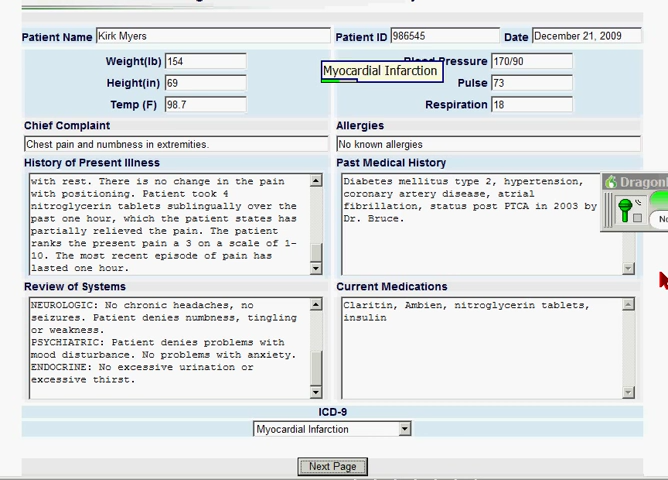 Patient Name Kirk Myers Patient ID 986545 Date December 21, 2009
Weight(lb) 154
Height(in) 69
Temp (F) 98.7
Myocardial Infarction
Pressure 170/90
Pulse 73
Respiration 18
Chief Complaint
Chest pain and numbness in extremities.
Allergies
No known allergies
History of Present Illness
with rest. There is no change in the pain
with positioning. Patient took 4
nitroglycerin tablets sublingually over the
past one hour, which the patient states has
partially relieved the pain. The patient
ranks the present pain a 3 on a scale of 1-
10. The most recent episode of pain has
lasted one hour.
Past Medical History
Diabetes mellitus type 2, hypertension,
coronary artery disease, atrial
fibrillation, status post PTCA in 2003 by
Dr. Bruce.
Dragon
No
Review of Systems
NEUROLOGIC: No chronic headaches, no
seizures. Patient denies numbness, tingling
or weakness.
PSYCHIATRIC: Patient denies problems with
mood disturbance. No problems with anxiety.
ENDOCRINE: No excessive urination or
excessive thirst.
Current Medications
Claritin, Ambien, nitroglycerin tablets,
insulin
ICD-9
Myocardial Infarction
Next Page